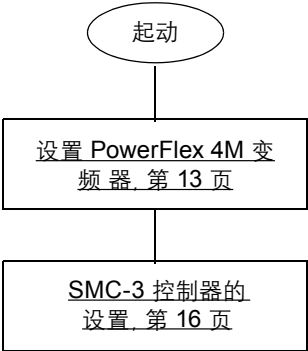 起动
设置 PowerFlex 4M 变
频 器, 第 13 页
SMC-3 控制器的
设置, 第 16 页